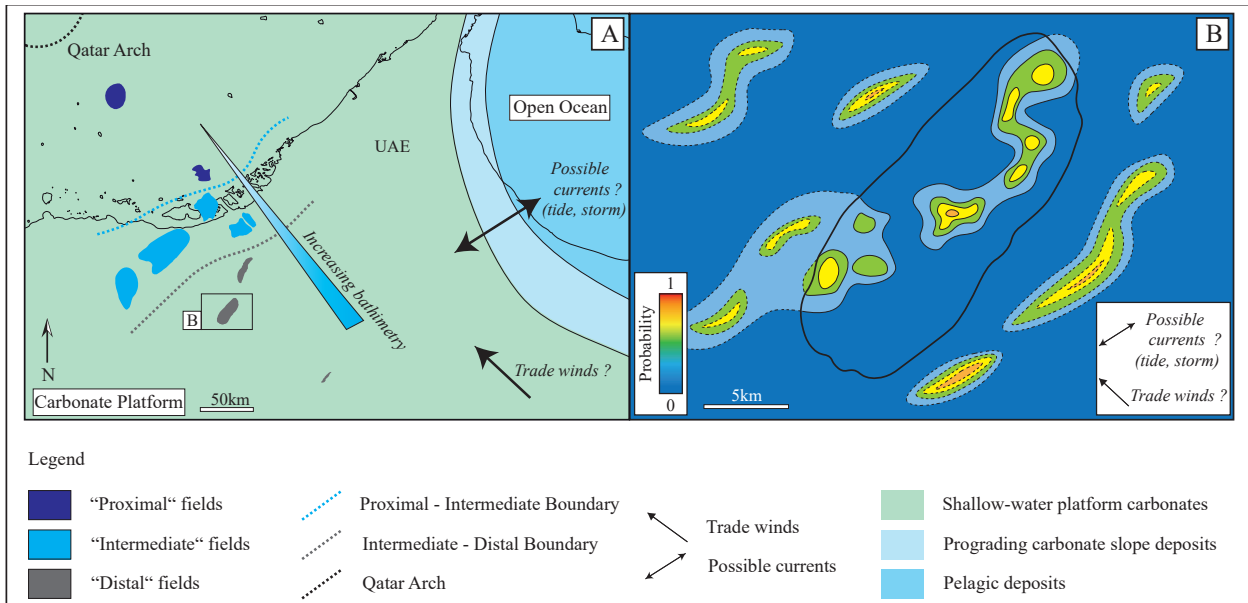 Qatar Arch
A
UAE
Open Ocean
Possible
currents ?
(tide, storm)
Increasing bathimetry
B
N
Trade winds ?
Carbonate Platform
50km
B
1
Probability
0
5km
Possible
currents ?
(tide, storm)
Trade winds ?
Legend
“Proximal“ fields
“Intermediate“ fields
“Distal“ fields
Proximal - Intermediate Boundary
Intermediate - Distal Boundary
Qatar Arch
Trade winds
Possible currents
Shallow-water platform carbonates
Prograding carbonate slope deposits
Pelagic deposits